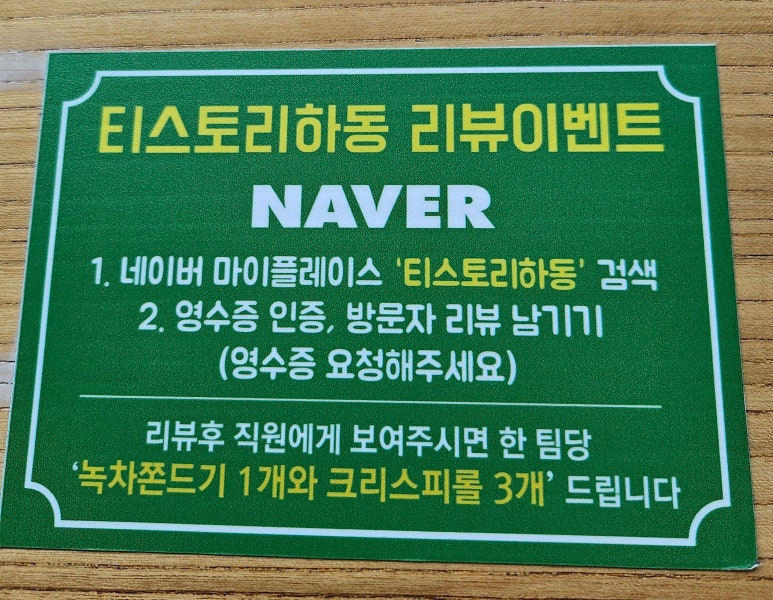 티스토리하동 리뷰이벤트
NAVER
1. 네이버 마이플레이스 '티스토리하동' 검색
2. 영수증 인증, 방문자 리뷰 남기기
(영수증 요청해주세요)
리뷰후 직원에게 보여주시면 한 팀당
'녹차쫀드기 1개와 크리스피롤 3개' 드립니다